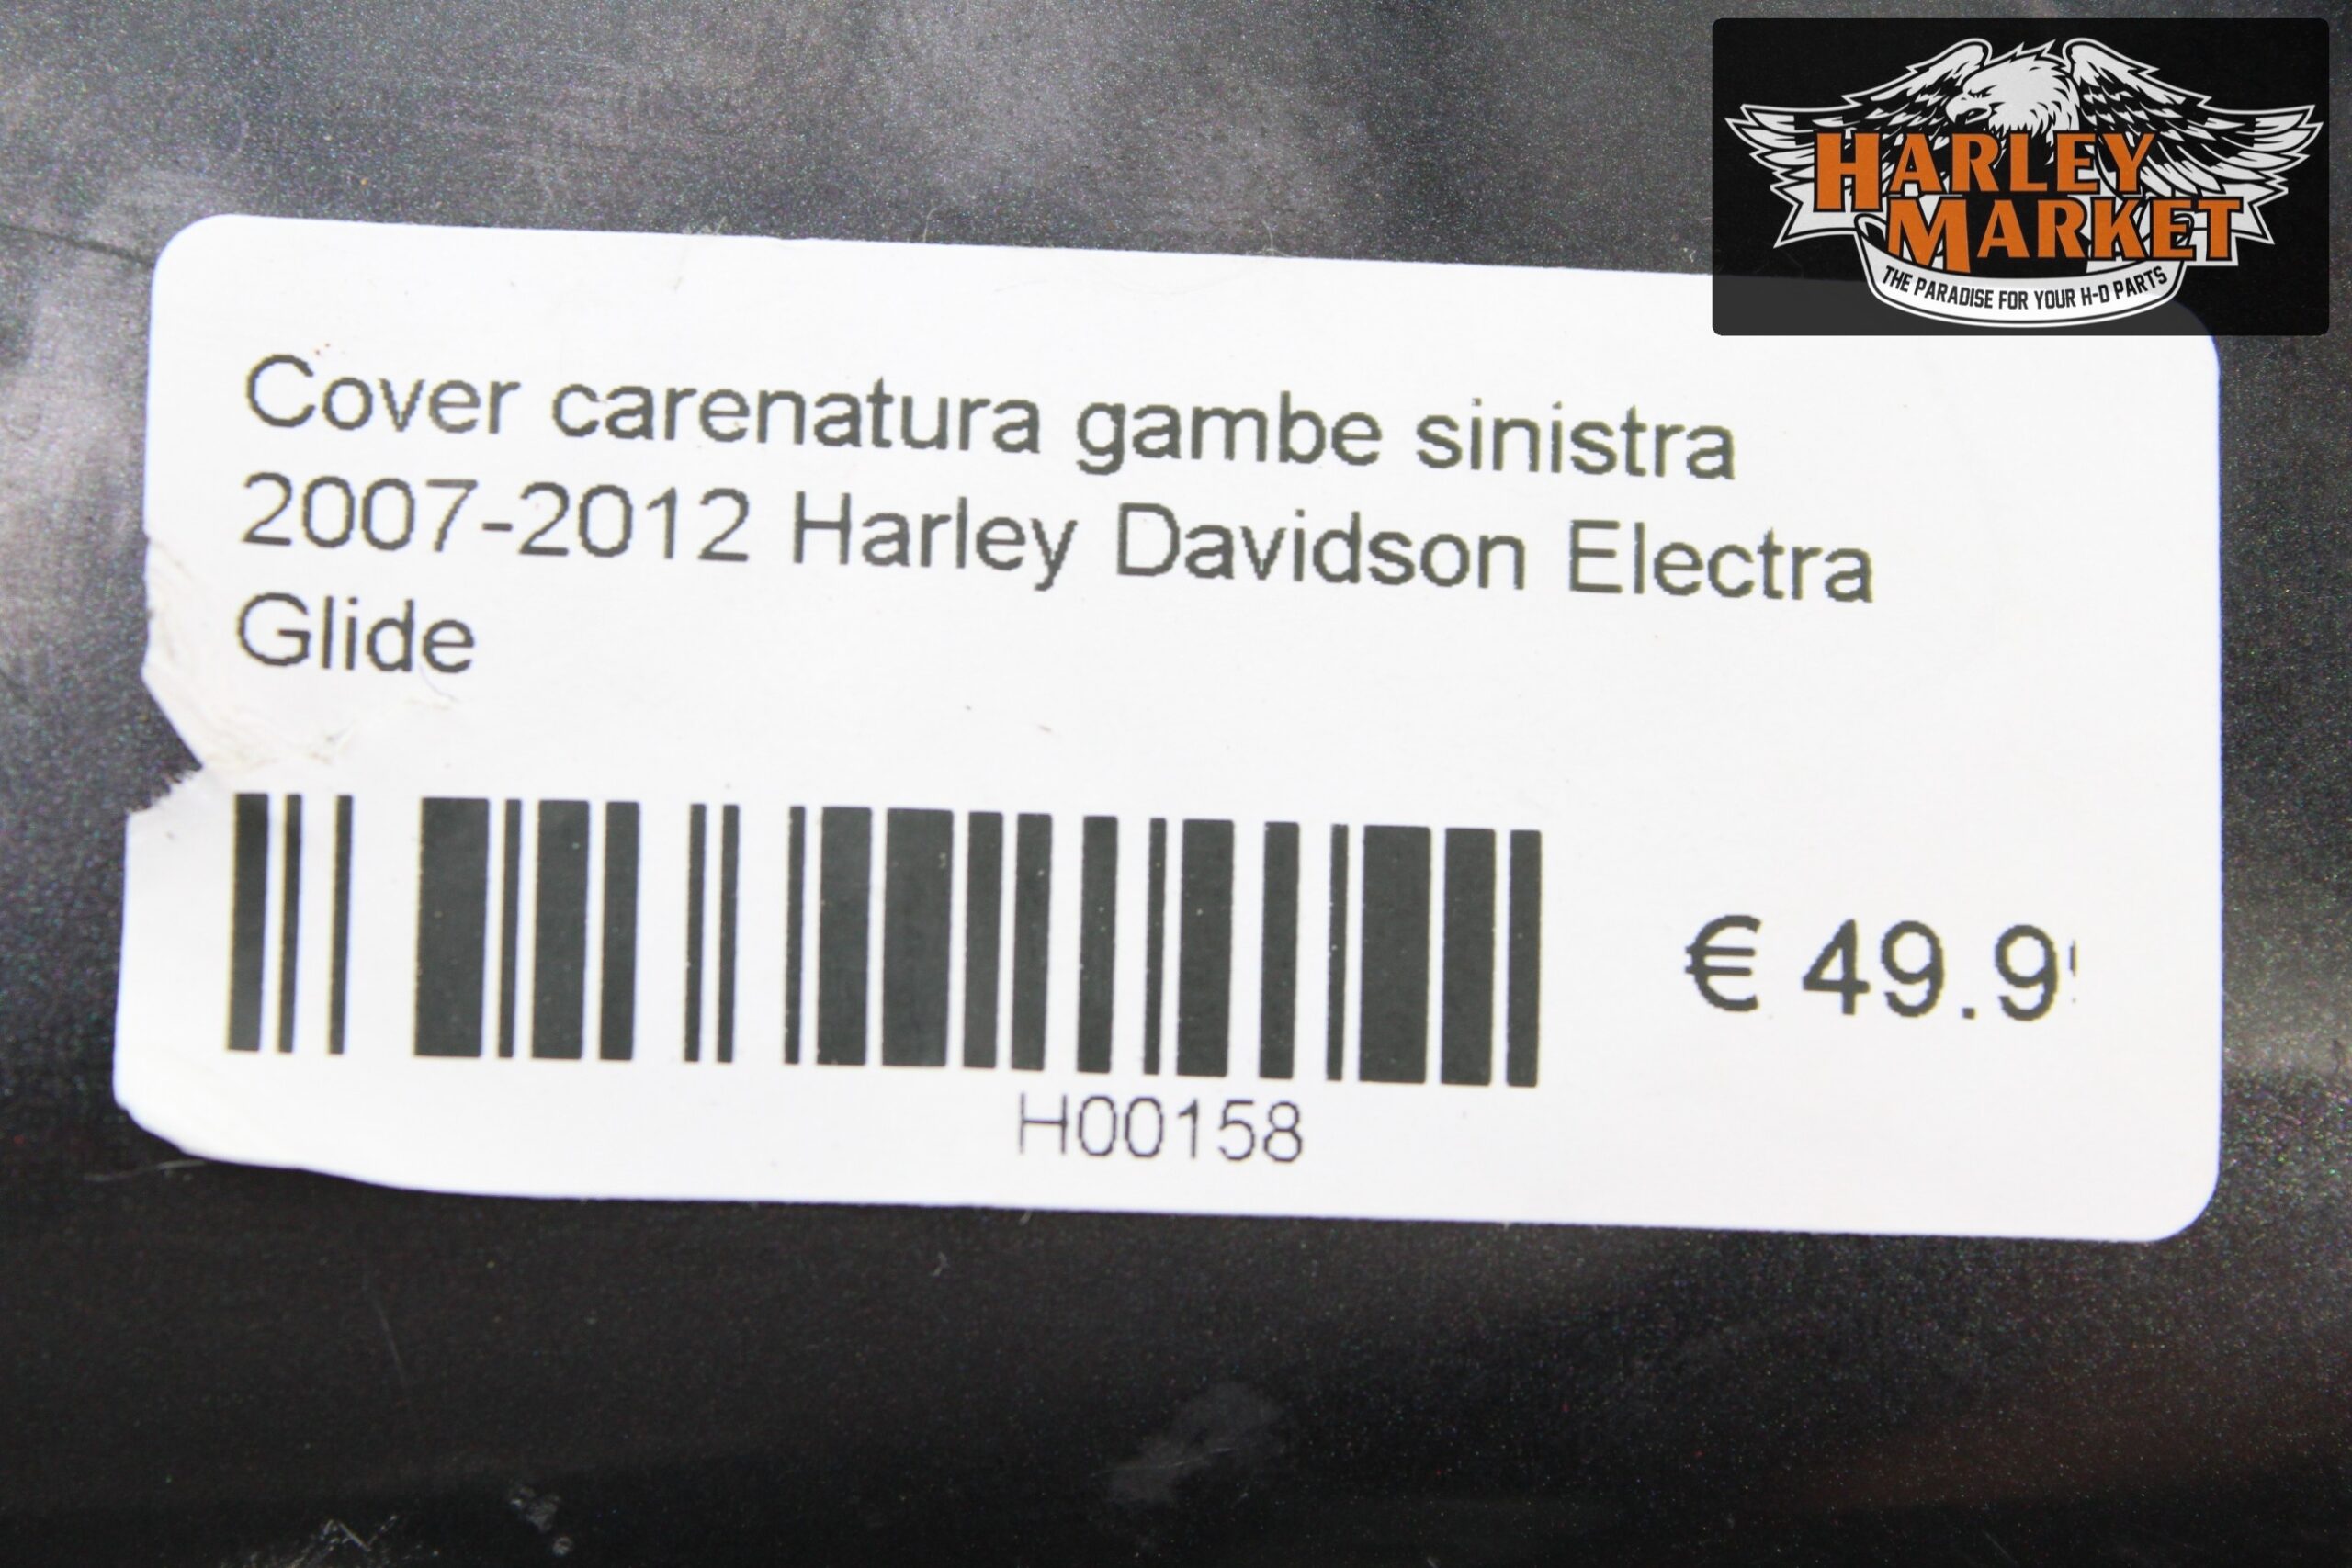 HARLEY
MARKET
THE PARADISE FOR YOUR H-D PARTS
Cover carenatura gambe sinistra
2007-2012 Harley Davidson Electra
Glide
€ 49.9
H00158